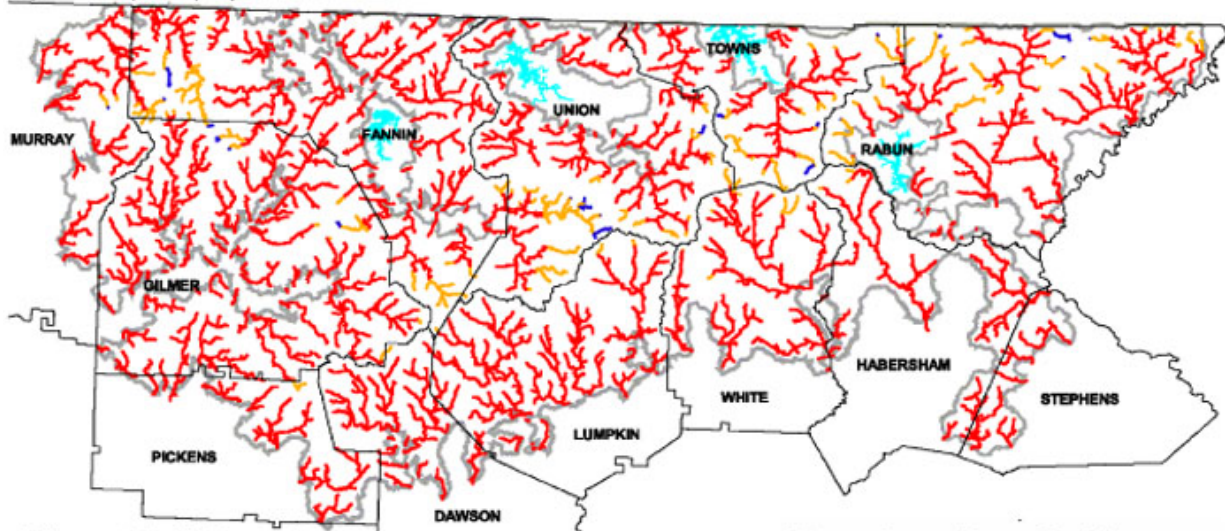 TOWNS
UNION
FANNIN
MURRAY
RABUN
GILMER
HABERSHAM
WHITE
STEPHENS
LUMPKIN
PICKENS
DAWSON